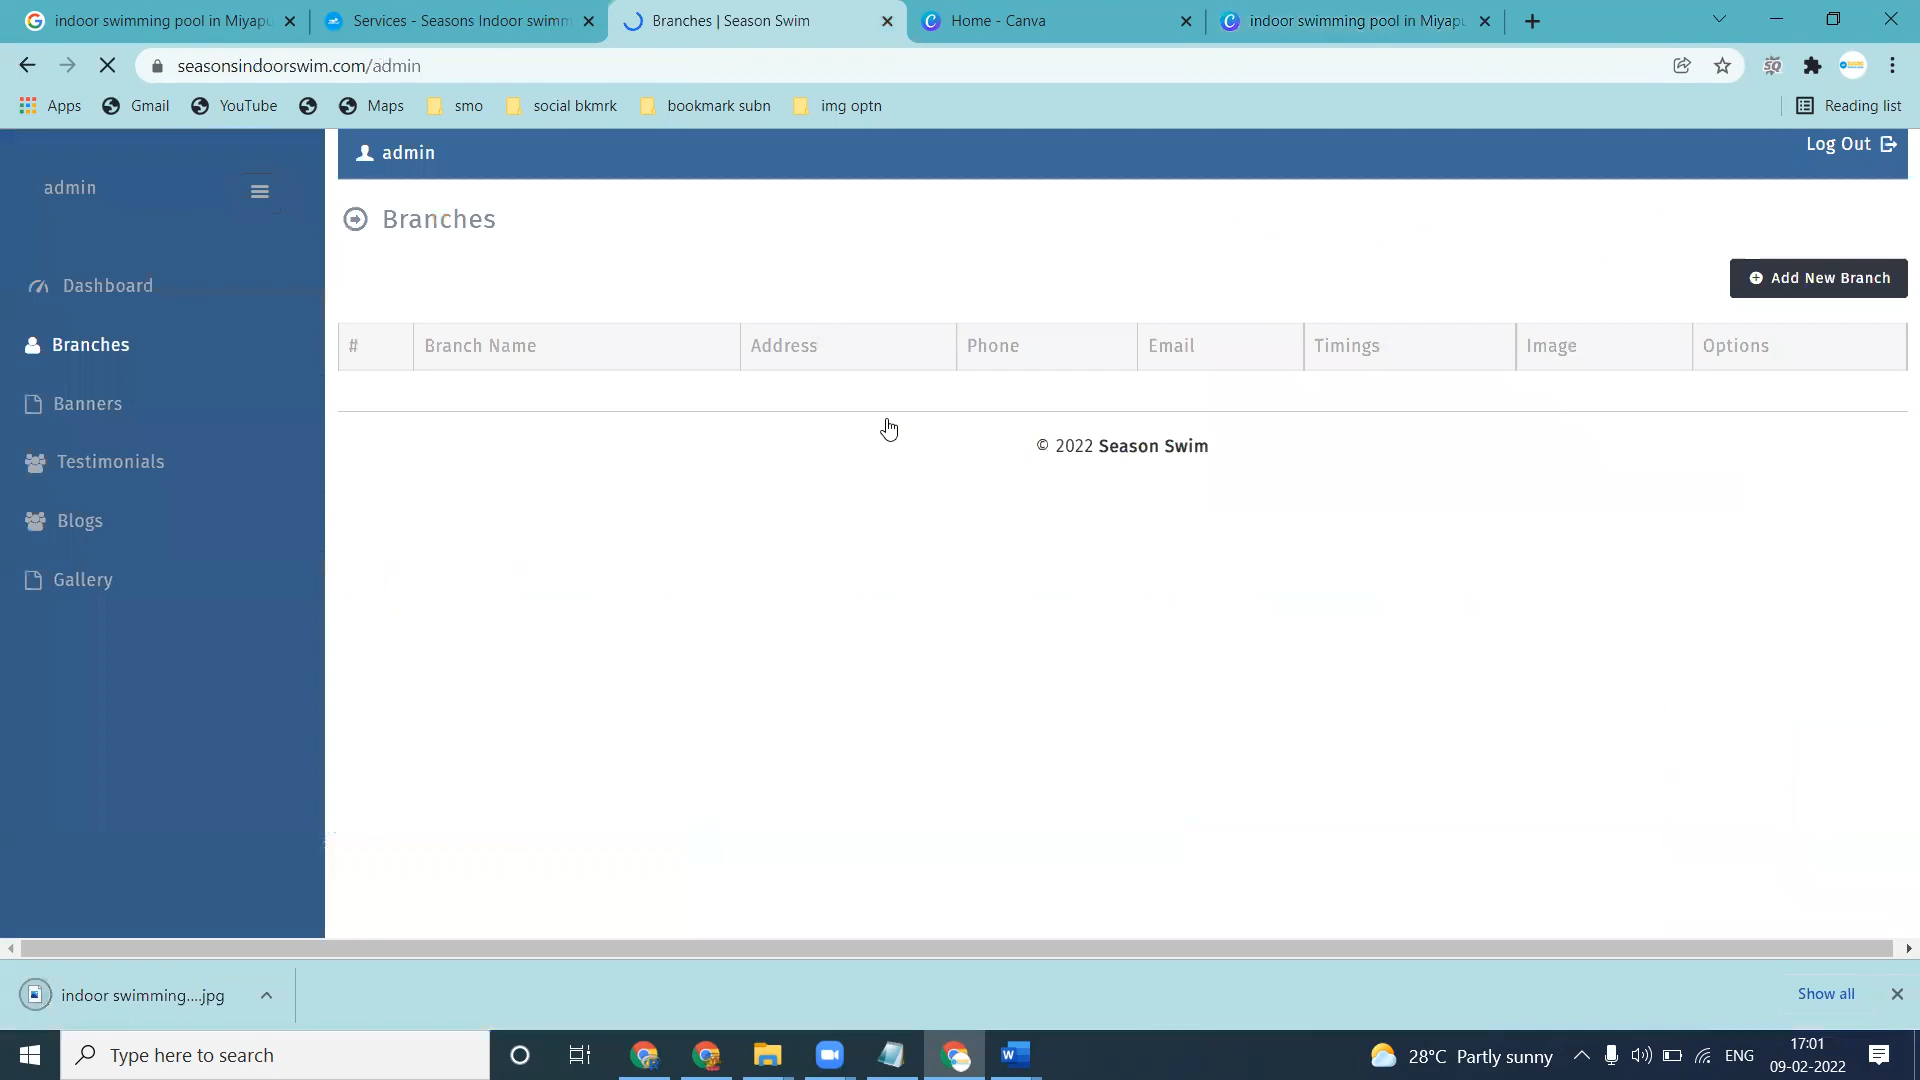 indoor swimming pool in Miyapu
Services - Seasons Indoor swimm
Branches | Season Swim
Home - Canva
indoor swimming pool in Miyapu
seasonsindoorswim.com/admin
Apps
Gmail
YouTube
Maps
smo
social bkmrk
bookmark subn
img optn
Reading list
admin
Log Out
admin
Branches
Dashboard
Add New Branch
Branches
# Branch Name Address Phone Email Timings Image Options
Banners
© 2022 Season Swim
Testimonials
Blogs
Gallery
indoor swimming....jpg
Show all
Type here to search
28°C Partly sunny
ENG
17:01
09-02-2022